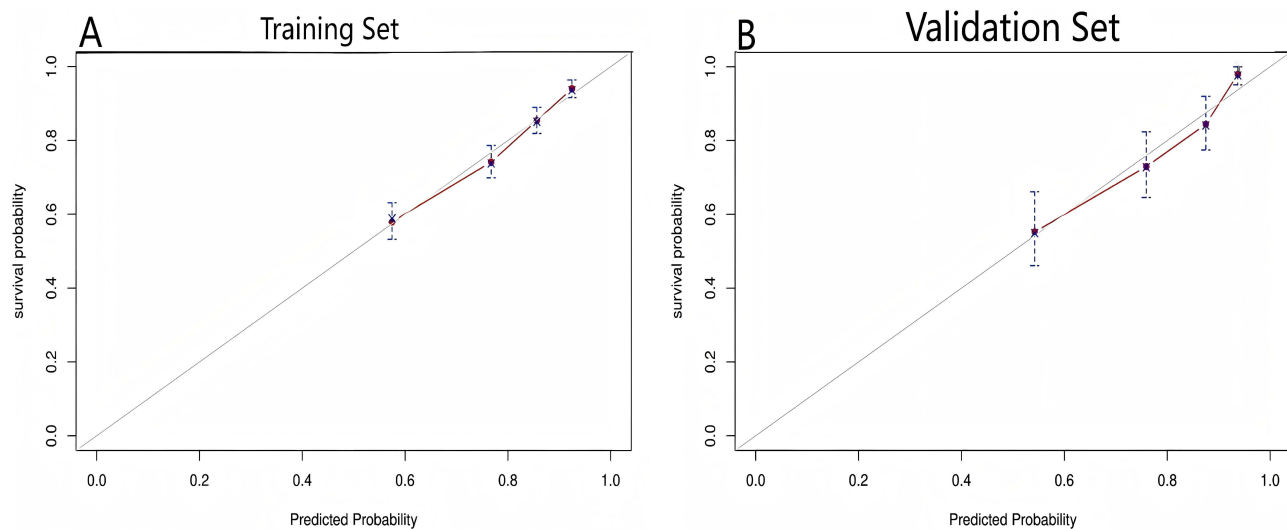 A
Training Set
survival probability
1.0
0.8
0.6
0.4
0.2
0.0
0.0 0.2 0.4 0.6 0.8 1.0
Predicted Probability
B
Validation Set
survival probability
1.0
0.8
0.6
0.4
0.2
0.0
0.0 0.2 0.4 0.6 0.8 1.0
Predicted Probability